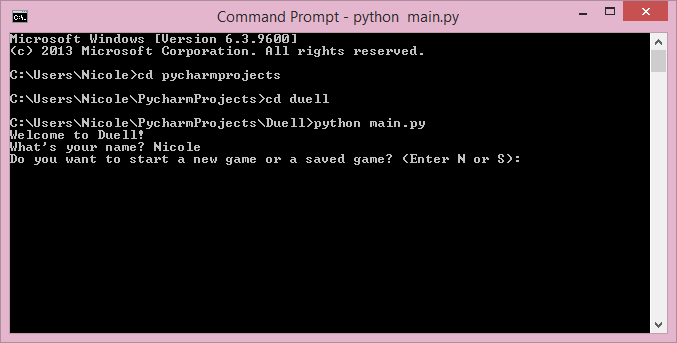 Command Prompt - python  main.py
Microsoft Windows [Version 6.3.9600]
(c) 2013 Microsoft Corporation. All rights reserved.
C:\Users\Nicole>cd pycharmprojects
C:\Users\Nicole\PycharmProjects>cd duell
C:\Users\Nicole\PycharmProjects\Duell>python main.py
Welcome to Duell!
What's your name? Nicole
Do you want to start a new game or a saved game? (Enter N or S):